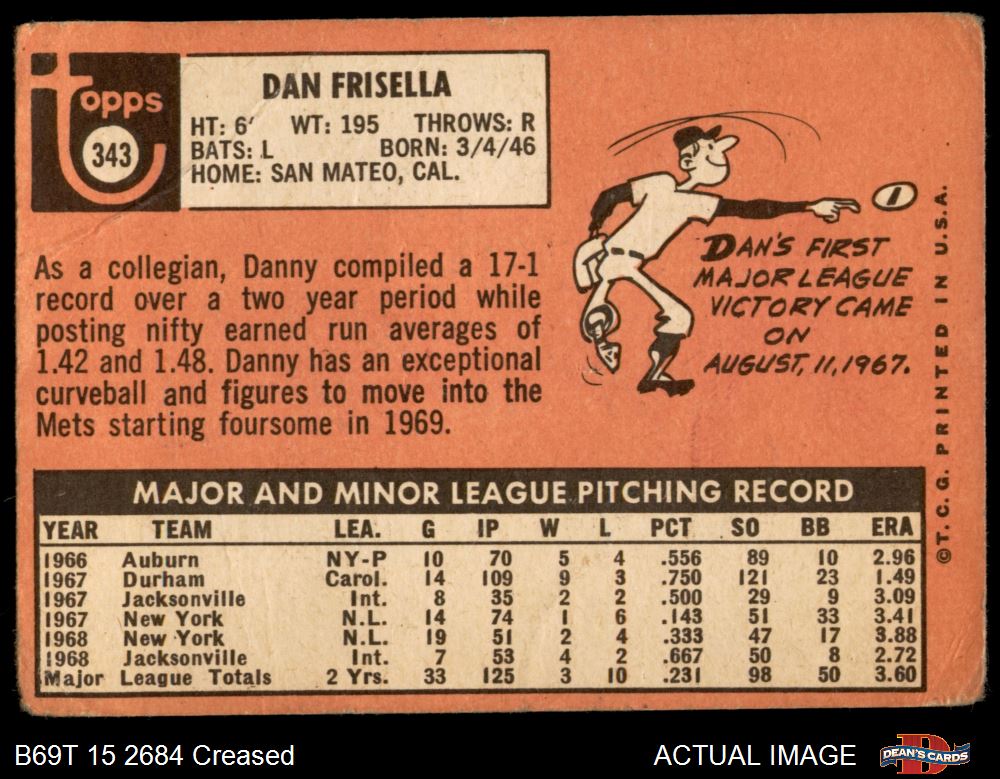 topps
343
DAN FRISELLA
HT: 6' WT: 195 THROWS: R
BATS: L BORN: 3/4/46
HOME: SAN MATEO, CAL.
As a collegian, Danny compiled a 17-1
record over a two year period while
posting nifty earned run averages of
1.42 and 1.48. Danny has an exceptional
curveball and figures to move into the
Mets starting foursome in 1969.
1
DAN'S FIRST
MAJOR LEAGUE
VICTORY CAME
ON
AUGUST, 11, 1967.
©T. C. G. PRINTED IN U.S.A.
MAJOR AND MINOR LEAGUE PITCHING RECORD
YEAR TEAM LEA. G IP W L PCT SO BB ERA
1966 Auburn NY-P 10 70 5 4 .556 89 10 2.96
1967 Durham Carol. 14 109 9 3 .750 121 23 1.49
1967 Jacksonville Int. 8 35 2 2 .500 29 9 3.09
1967 New York N.L. 14 74 1 6 .143 51 33 3.41
1968 New York N.L. 19 51 2 4 .333 47 17 3.88
1968 Jacksonville Int. 7 53 4 2 .667 50 8 2.72
Major League Totals 2 Yrs. 33 125 3 10 .231 98 50 3.60
B69T 15 2684 Creased
ACTUAL IMAGE
DEAN'S CARDS